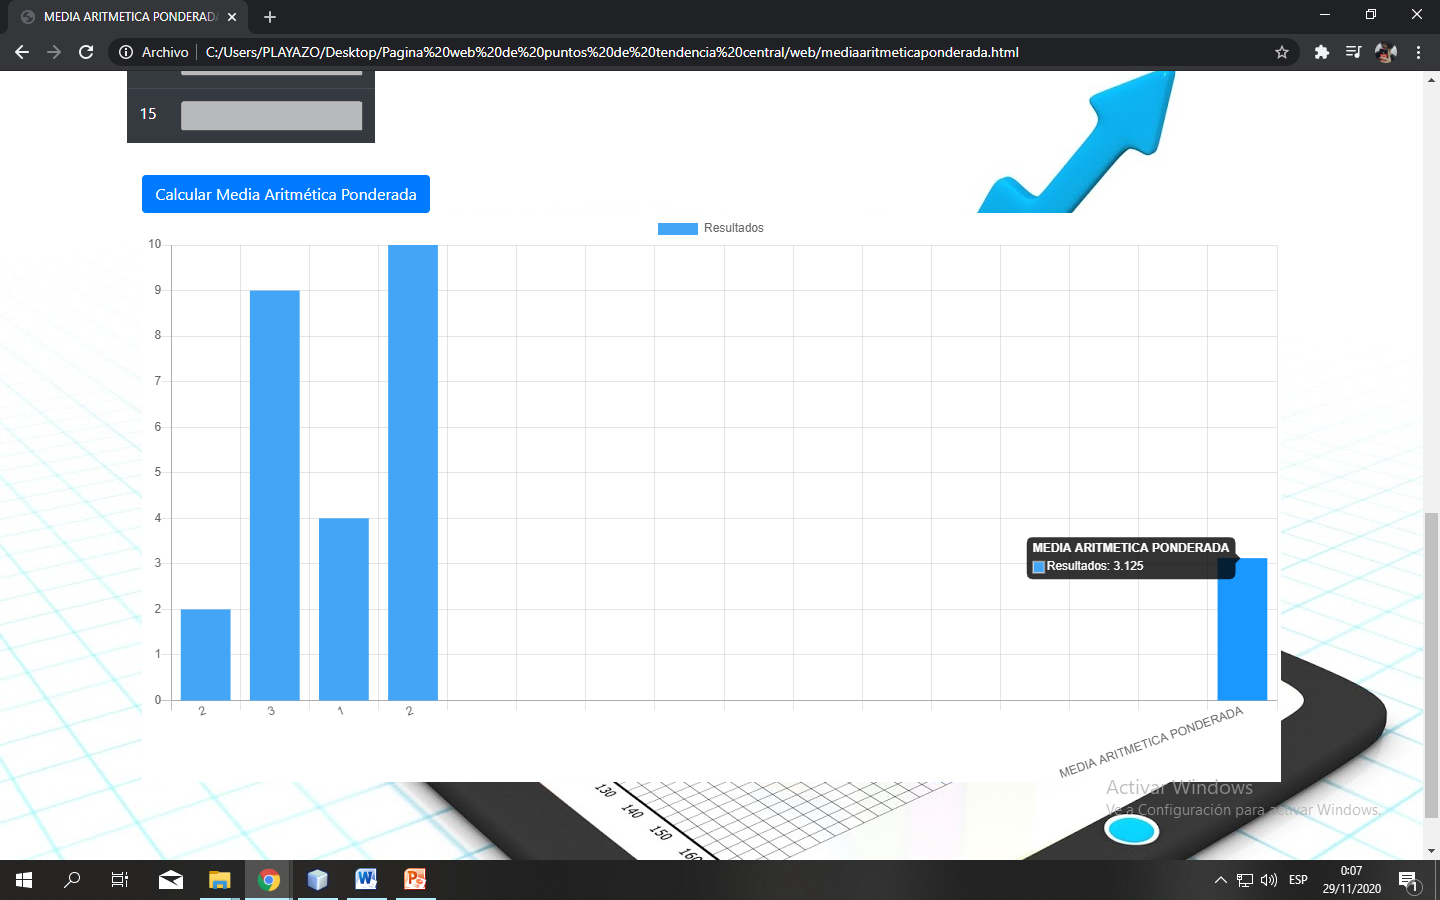 MEDIA ARITMETICA PONDERADA
Archivo
C:/Users/PLAYAZO/Desktop/Pagina%20web%20de%20puntos%20de%20tendencia%20central/web/mediaaritmeticaponderada.html
15
Calcular Media Aritmética Ponderada
Resultados
10
9
8
7
6
5
4
3
2
1
0
MEDIA ARITMETICA PONDERADA
Resultados: 3.125
2 3 1 2
MEDIA ARITMETICA PONDERADA
Activar Windows
Ve a Configuración para activar Windows.
130
140
150
160
ESP
0:07
29/11/2020
1